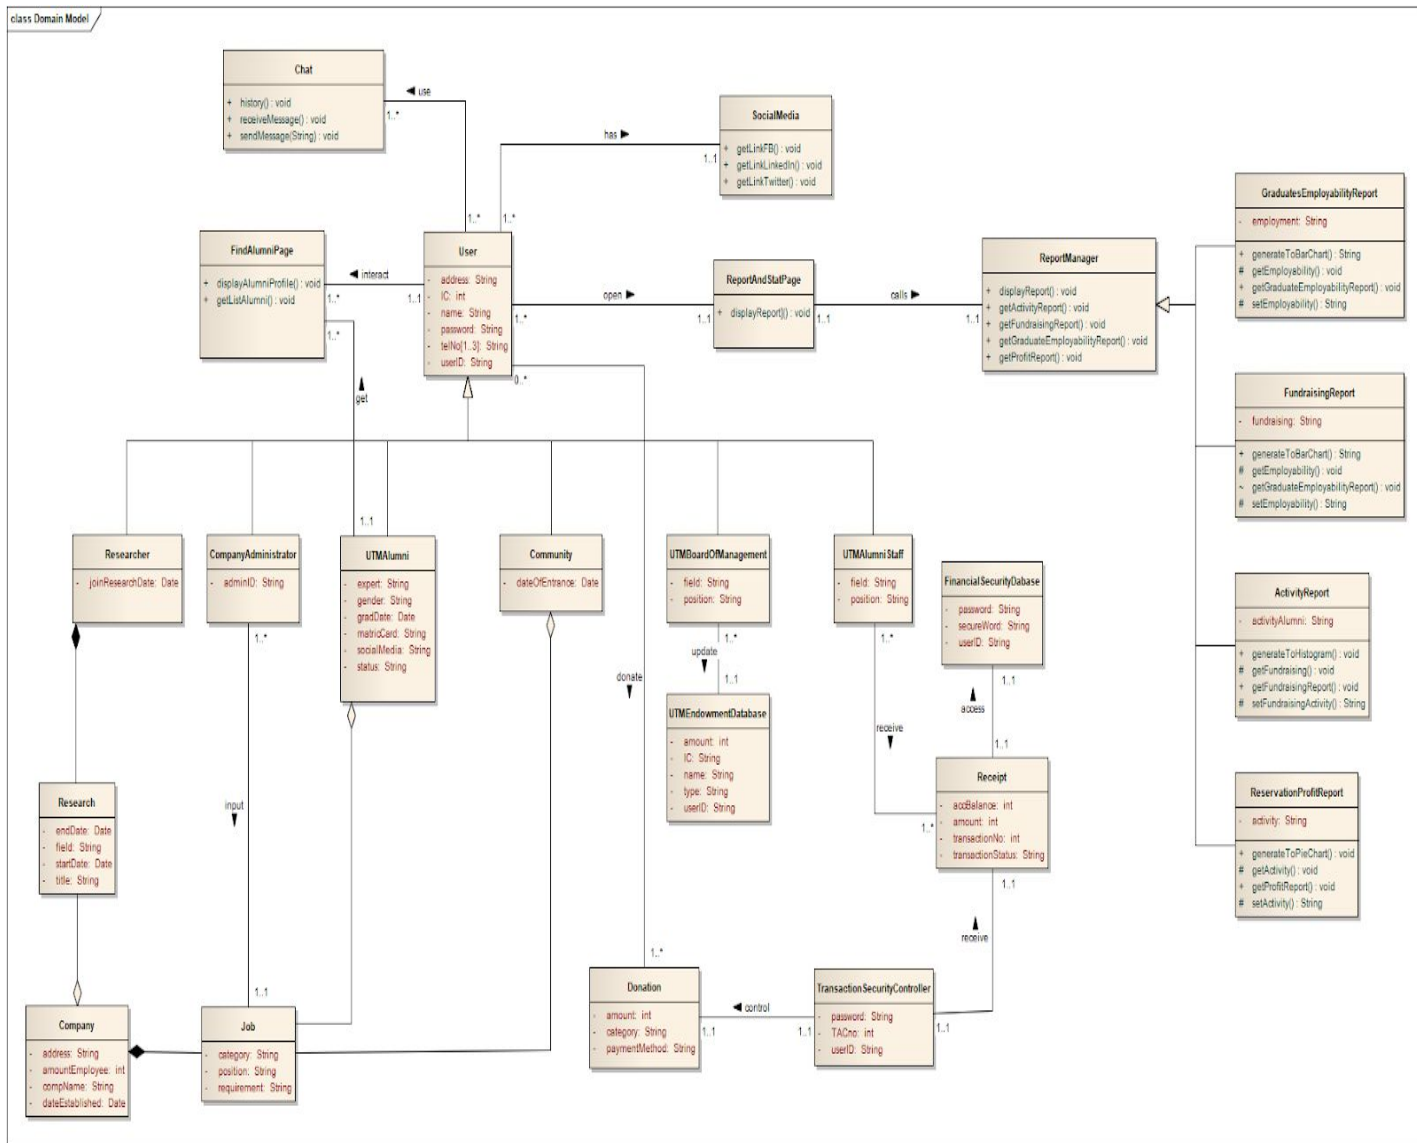 class Domain Model
Chat
+ history() : void
+ receiveMessage() : void
+ sendMessage(String) : void
use
1..*
1..*
SocialMedia
+ getLinkFB() : void
+ getLinkLinkedIn() : void
+ getLinkTwitter() : void
has
1..1
1..*
FindAlumniPage
+ displayAlumniProfile() : void
+ getListAlumni() : void
interact
1..*
1..1
1..*
User
- address: String
- IC: int
- name: String
- password: String
- telNo[1..3]: String
- userID: String
open
1..*
1..1
0..*
ReportAndStatPage
+ displayReport() : void
calls
1..1
1..1
ReportManager
+ displayReport() : void
+ getActivityReport() : void
+ getFundraisingReport() : void
+ getGraduateEmployabilityReport() : void
+ getProfitReport() : void
GraduatesEmployabilityReport
- employment: String
+ generateToBarChart() : String
# getEmployability() : void
+ getGraduateEmployabilityReport() : void
# setEmployability() : String
FundraisingReport
- fundraising: String
+ generateToBarChart() : String
# getEmployability() : void
~ getGraduateEmployabilityReport() : void
# setEmployability() : String
ActivityReport
- activityAlumni: String
+ generateToHistogram() : void
# getFundraising() : void
+ getFundraisingReport() : void
# setFundraisingActivity() : String
ReservationProfitReport
- activity: String
+ generateToPieChart() : void
# getActivity() : void
+ getProfitReport() : void
# setActivity() : String
get
1..1
Researcher
- joinResearchDate: Date
CompanyAdministrator
- adminID: String
1..*
UTMAlumni
- expert: String
- gender: String
- gradDate: Date
- matricCard: String
- socialMedia: String
- status: String
Community
- dateOfEntrance: Date
UTMBoardOfManagement
- field: String
- position: String
1..*
update
1..1
UTMAlumniStaff
- field: String
- position: String
1..*
FinancialSecurityDabase
- password: String
- secureWord: String
- userID: String
1..1
access
1..1
donate
UTMEndowmentDatabase
- amount: int
- IC: String
- name: String
- type: String
- userID: String
receive
1..*
Receipt
- accBalance: int
- amount: int
- transactionNo: int
- transactionStatus: String
1..1
receive
Research
- endDate: Date
- field: String
- startDate: Date
- title: String
input
1..1
1..*
Company
- address: String
- amountEmployee: int
- compName: String
- dateEstablished: Date
Job
- category: String
- position: String
- requirement: String
Donation
- amount: int
- category: String
- paymentMethod: String
control
1..1
1..1
TransactionSecurityController
- password: String
- TACno: int
- userID: String
1..1